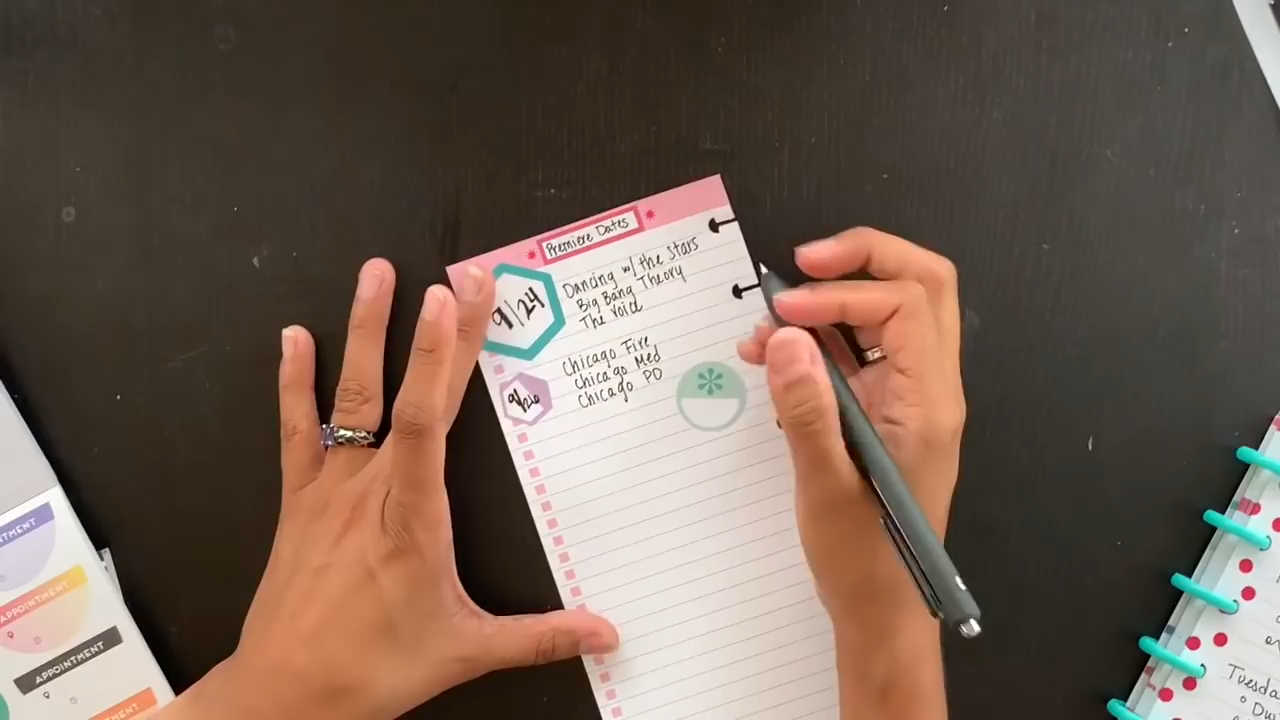 Premiere Dates
9/24
Dancing w/ the Stars
Big Bang Theory
The Voice
9/26
Chicago Fire
Chicago Med
Chicago PD
APPOINTMENT
APPOINTMENT
Tuesda